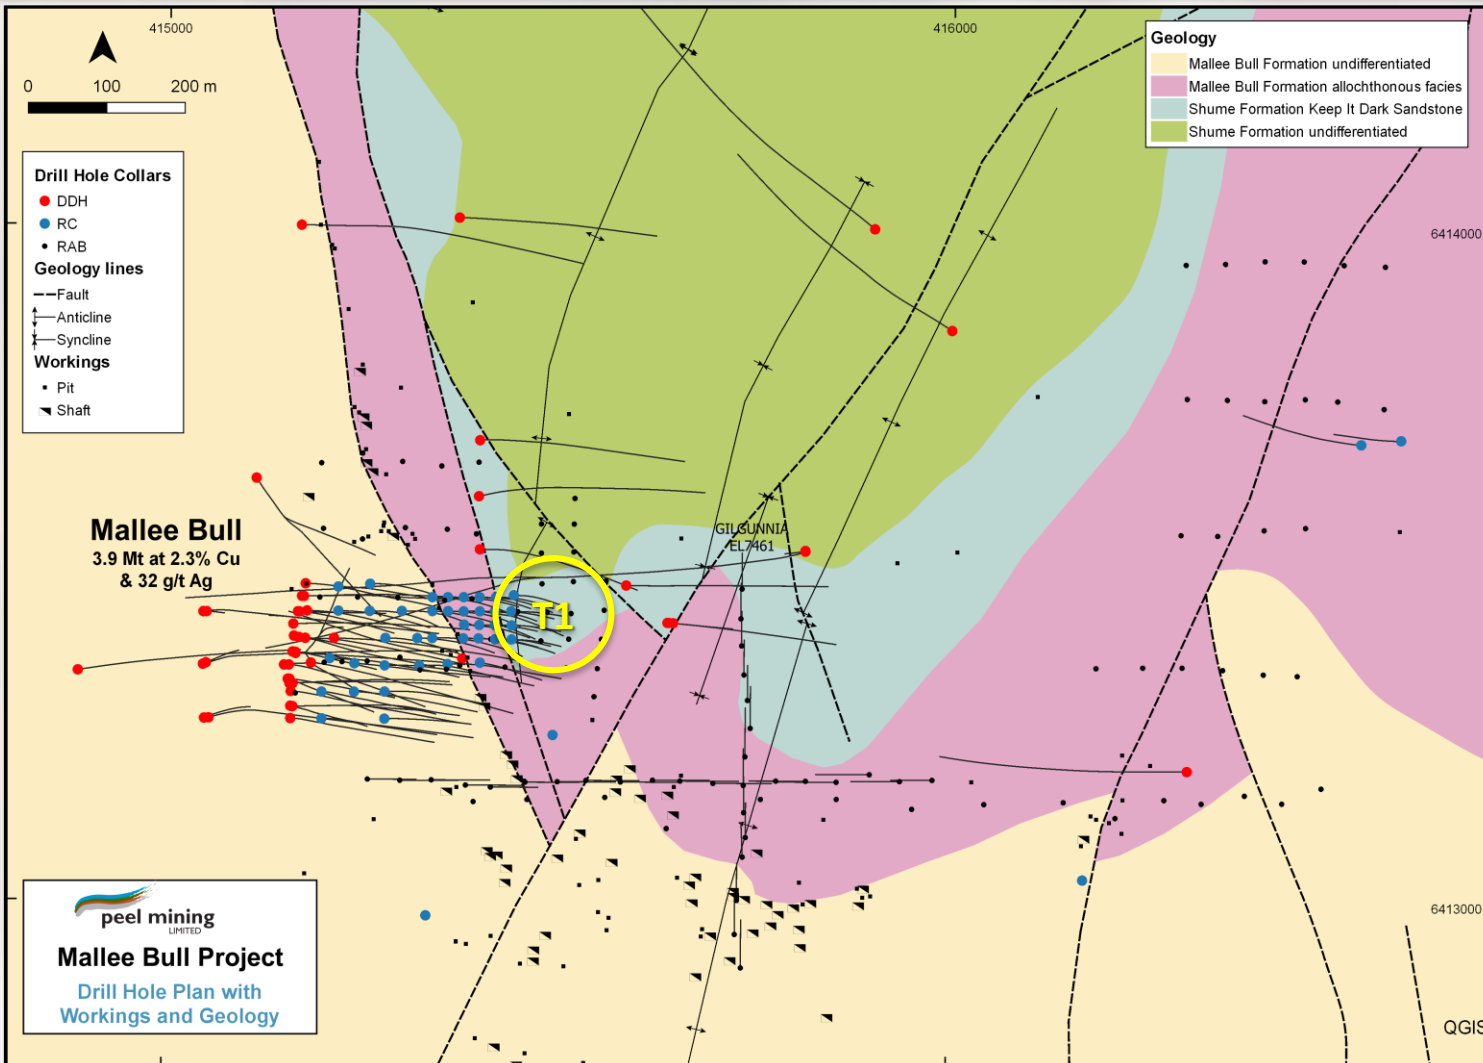 415000
416000
0 100 200 m
Geology
Mallee Bull Formation undifferentiated
Mallee Bull Formation allochthonous facies
Shume Formation Keep It Dark Sandstone
Shume Formation undifferentiated
Drill Hole Collars
DDH
RC
RAB
Geology lines
Fault
Anticline
Syncline
Workings
Pit
Shaft
6414000
Mallee Bull
3.9 Mt at 2.3% Cu
& 32 g/t Ag
GILGUNNIA
EL7461
T1
6413000
peel mining
LIMITED
Mallee Bull Project
Drill Hole Plan with
Workings and Geology
QGIS